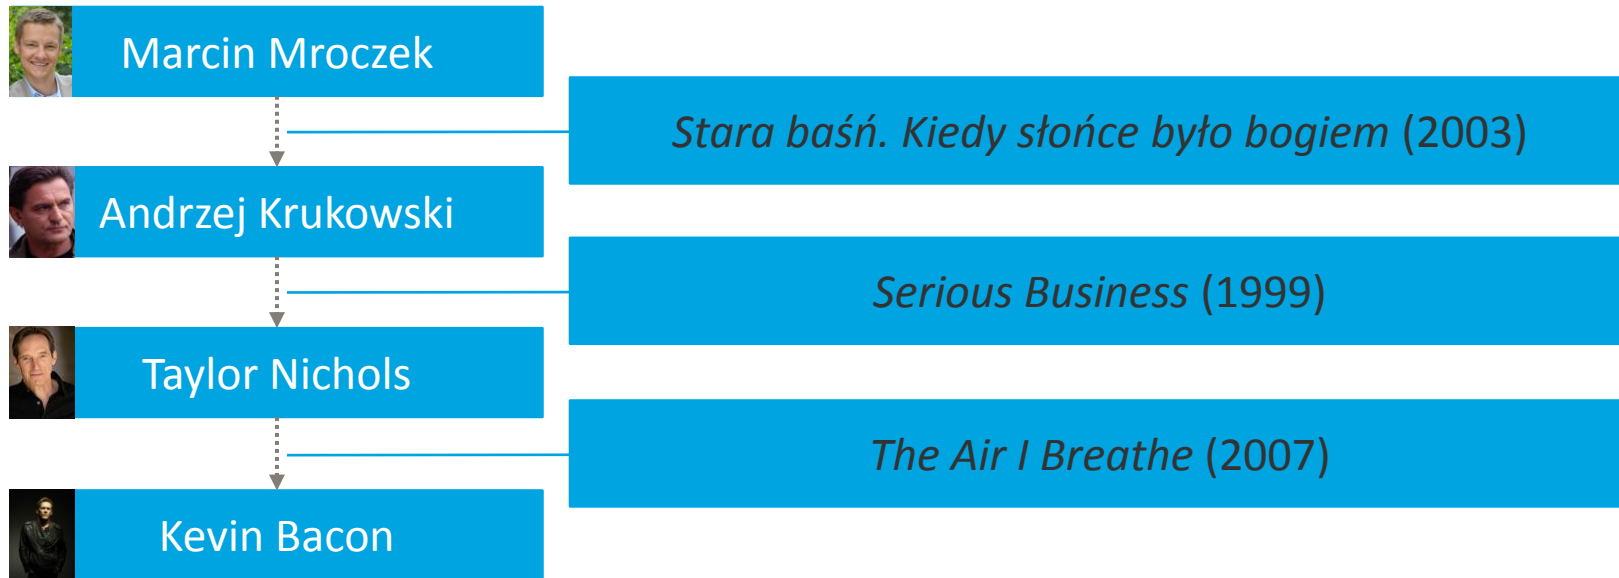 Marcin Mroczek
Stara baśń. Kiedy słońce było bogiem (2003)
Andrzej Krukowski
Serious Business (1999)
Taylor Nichols
The Air I Breathe (2007)
Kevin Bacon